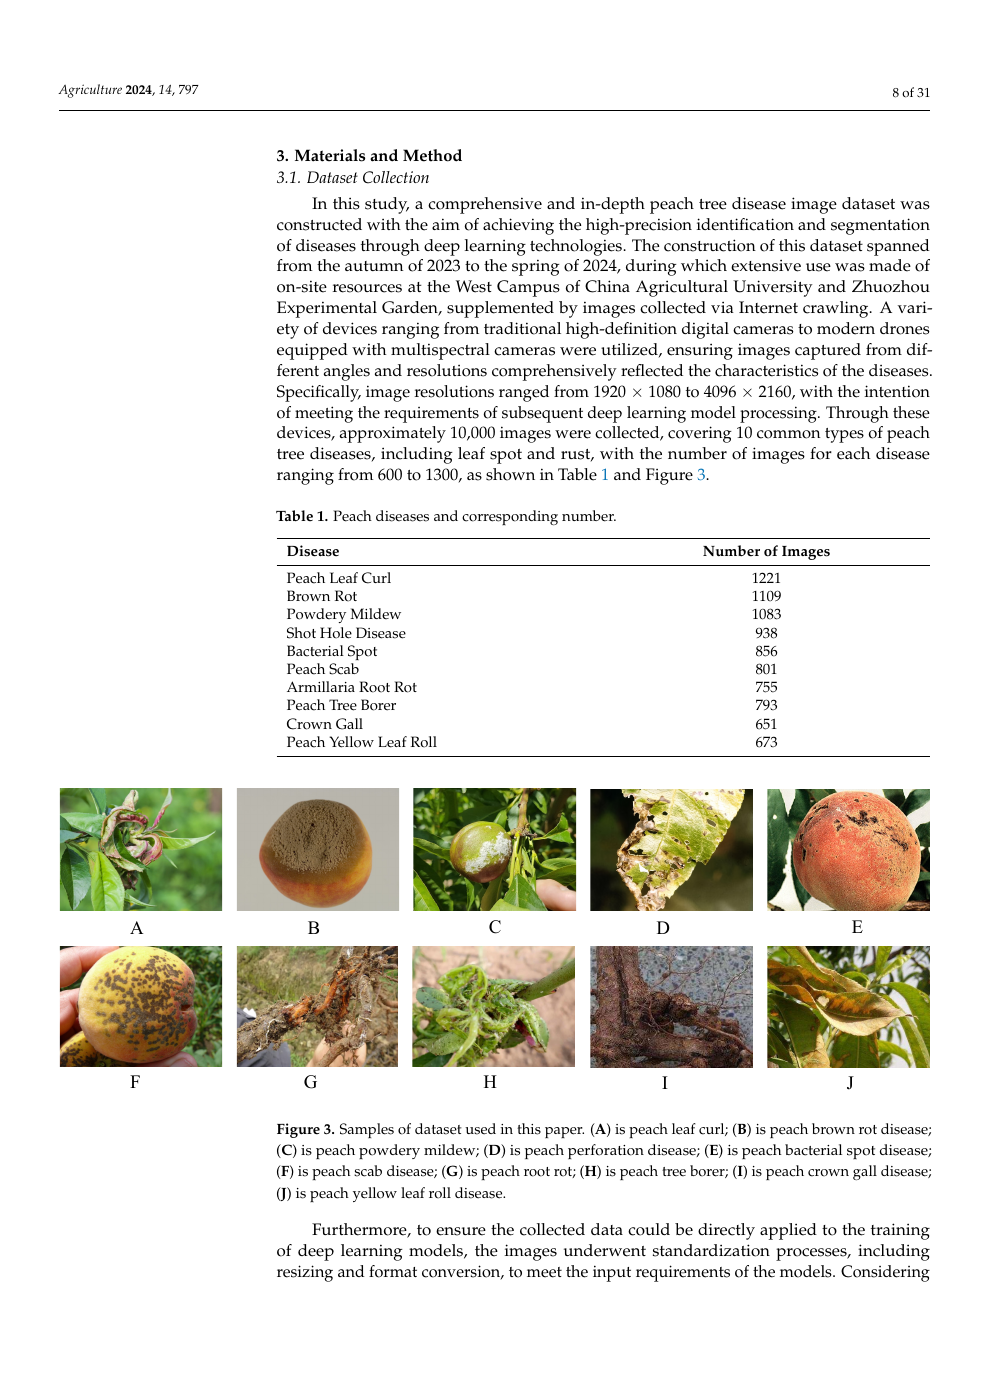 Agriculture 2024, 14, 797
8 of 31
3. Materials and Method
3.1. Dataset Collection
In this study, a comprehensive and in-depth peach tree disease image dataset was
constructed with the aim of achieving the high-precision identification and segmentation
of diseases through deep learning technologies. The construction of this dataset spanned
from the autumn of 2023 to the spring of 2024, during which extensive use was made of
on-site resources at the West Campus of China Agricultural University and Zhuozhou
Experimental Garden, supplemented by images collected via Internet crawling. A vari-
ety of devices ranging from traditional high-definition digital cameras to modern drones
equipped with multispectral cameras were utilized, ensuring images captured from dif-
ferent angles and resolutions comprehensively reflected the characteristics of the diseases.
Specifically, image resolutions ranged from 1920 × 1080 to 4096 × 2160, with the intention
of meeting the requirements of subsequent deep learning model processing. Through these
devices, approximately 10,000 images were collected, covering 10 common types of peach
tree diseases, including leaf spot and rust, with the number of images for each disease
ranging from 600 to 1300, as shown in Table 1 and Figure 3.
Table 1. Peach diseases and corresponding number.
Disease Number of Images
Peach Leaf Curl 1221
Brown Rot 1109
Powdery Mildew 1083
Shot Hole Disease 938
Bacterial Spot 856
Peach Scab 801
Armillaria Root Rot 755
Peach Tree Borer 793
Crown Gall 651
Peach Yellow Leaf Roll 673
A B C D E
F G H I J
Figure 3. Samples of dataset used in this paper. (A) is peach leaf curl; (B) is peach brown rot disease;
(C) is peach powdery mildew; (D) is peach perforation disease; (E) is peach bacterial spot disease;
(F) is peach scab disease; (G) is peach root rot; (H) is peach tree borer; (I) is peach crown gall disease;
(J) is peach yellow leaf roll disease.
Furthermore, to ensure the collected data could be directly applied to the training
of deep learning models, the images underwent standardization processes, including
resizing and format conversion, to meet the input requirements of the models. Considering